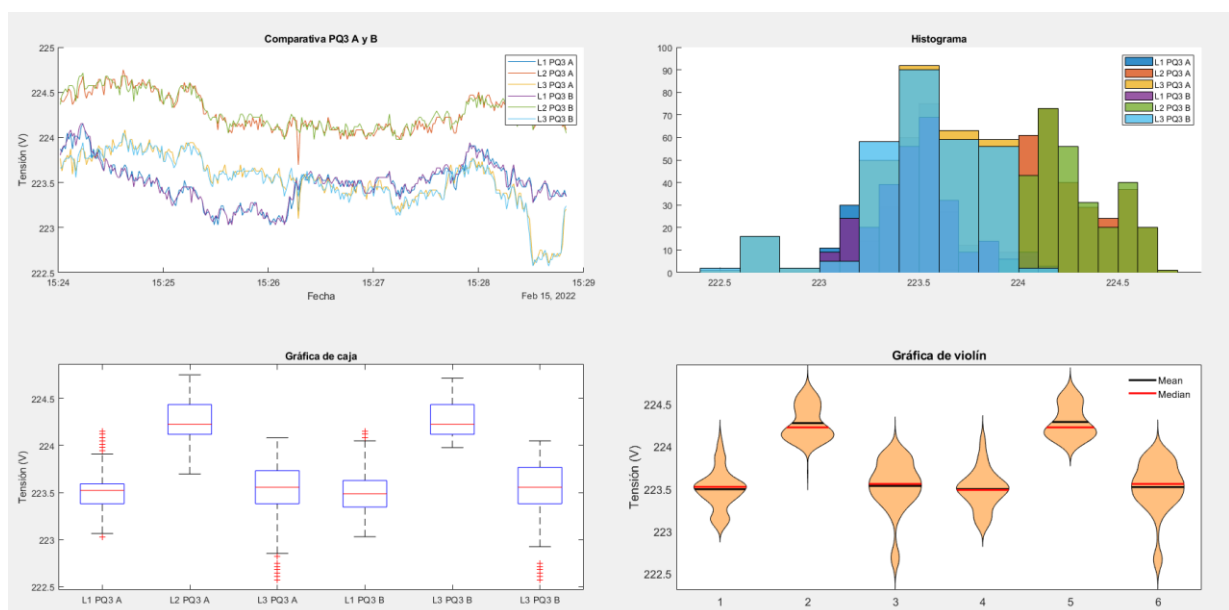 Comparativa PQ3 A y B
225
224.5
224
223.5
223
222.5
Tensión (V)
15:24
15:25
15:26
15:27
15:28
15:29
Fecha
Feb 15, 2022
L1 PQ3 A
L2 PQ3 A
L3 PQ3 A
L1 PQ3 B
L2 PQ3 B
L3 PQ3 B
Histograma
100
90
80
70
60
50
40
30
20
10
0
222.5
223
223.5
224
224.5
L1 PQ3 A
L2 PQ3 A
L3 PQ3 A
L1 PQ3 B
L2 PQ3 B
L3 PQ3 B
Gráfica de caja
224.5
224
223.5
223
222.5
Tensión (V)
L1 PQ3 A
L2 PQ3 A
L3 PQ3 A
L1 PQ3 B
L3 PQ3 B
L3 PQ3 B
Gráfica de violín
224.5
224
223.5
223
222.5
Tensión (V)
1
2
3
4
5
6
Mean
Median